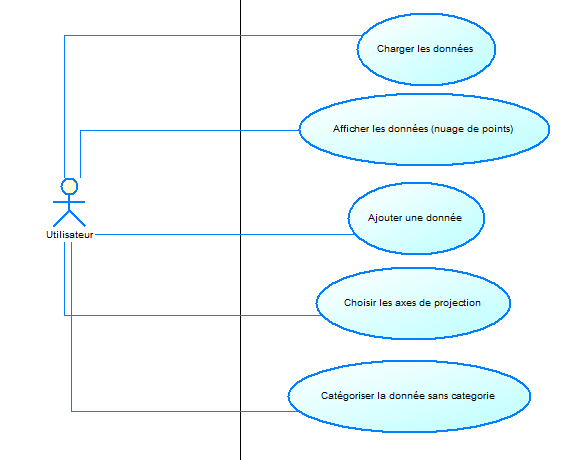 Charger les données
Afficher les données (nuage de points)
Ajouter une donnée
Utilisateur
Choisir les axes de projection
Catégoriser la donnée sans categorie